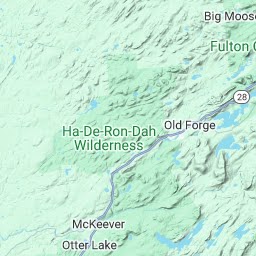 Big Moose
Fulton C
28
Old Forge
Ha-De-Ron-Dah
Wilderness
McKeever
Otter Lake